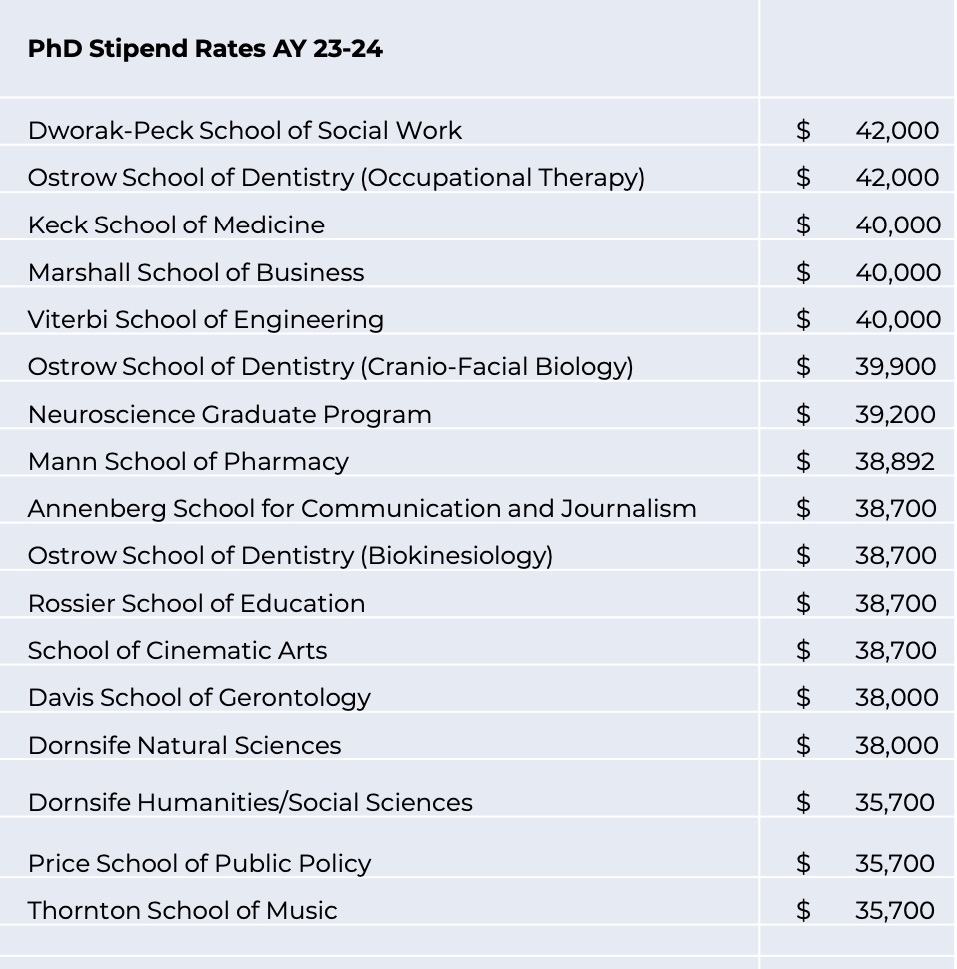 PhD Stipend Rates AY 23-24
Dworak-Peck School of Social Work $ 42,000
Ostrow School of Dentistry (Occupational Therapy) $ 42,000
Keck School of Medicine $ 40,000
Marshall School of Business $ 40,000
Viterbi School of Engineering $ 40,000
Ostrow School of Dentistry (Cranio-Facial Biology) $ 39,900
Neuroscience Graduate Program $ 39,200
Mann School of Pharmacy $ 38,892
Annenberg School for Communication and Journalism $ 38,700
Ostrow School of Dentistry (Biokinesiology) $ 38,700
Rossier School of Education $ 38,700
School of Cinematic Arts $ 38,700
Davis School of Gerontology $ 38,000
Dornsife Natural Sciences $ 38,000
Dornsife Humanities/Social Sciences $ 35,700
Price School of Public Policy $ 35,700
Thornton School of Music $ 35,700